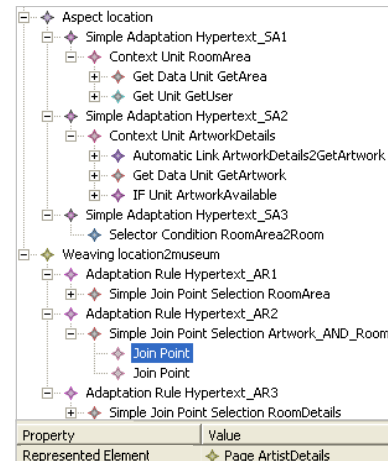 Aspect location
Simple Adaptation Hypertext_SA1
Context Unit RoomArea
Get Data Unit GetArea
Get Unit GetUser
Simple Adaptation Hypertext_SA2
Context Unit ArtworkDetails
Automatic Link ArtworkDetails2GetArtwork
Get Data Unit GetArtwork
IF Unit ArtworkAvailable
Simple Adaptation Hypertext_SA3
Selector Condition RoomArea2Room
Weaving location2museum
Adaptation Rule Hypertext_AR1
Simple Join Point Selection RoomArea
Adaptation Rule Hypertext_AR2
Simple Join Point Selection Artwork_AND_Room
Join Point
Join Point
Adaptation Rule Hypertext_AR3
Simple Join Point Selection RoomDetails
Property Value
Represented Element Page ArtistDetails